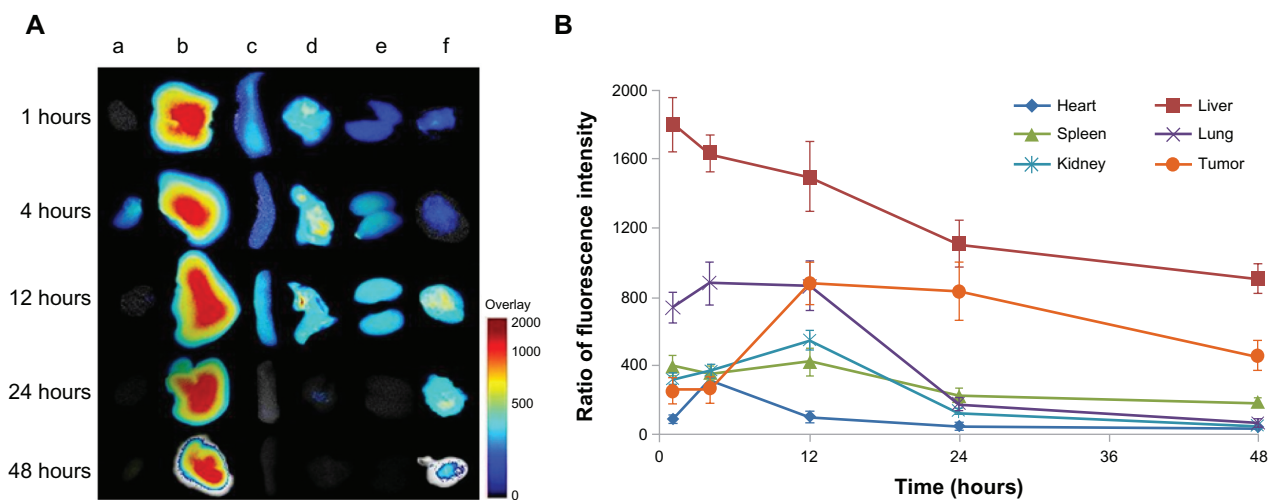 A
B
a b c d e f
1 hours
4 hours
12 hours
24 hours
48 hours
Overlay
2000
1000
500
0
Ratio of fluorescence intensity
2000
1600
1200
800
400
0
0 12 24 36 48
Time (hours)
Heart Liver
Spleen Lung
Kidney Tumor